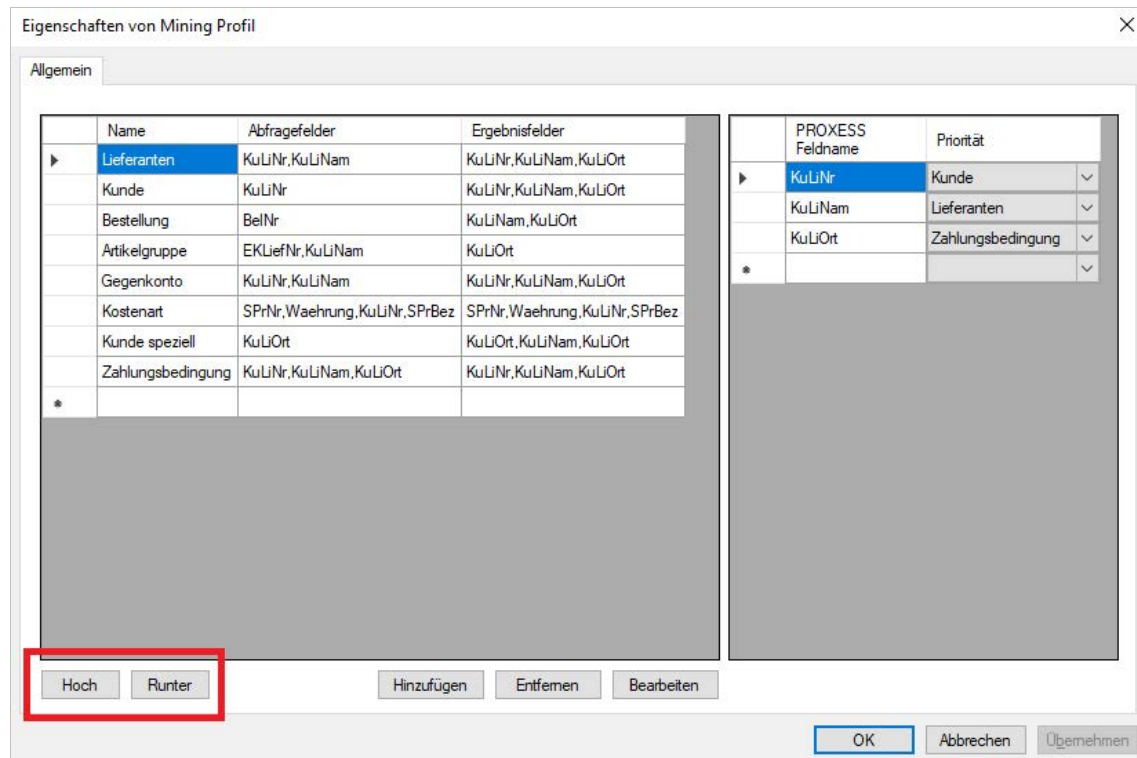 Eigenschaften von Mining Profil
Allgemein
Name Abfragefelder Ergebnisfelder
Lieferanten KuLiNr,KuLiNam KuLiNr,KuLiNam,KuLiOrt
Kunde KuLiNr KuLiNr,KuLiNam,KuLiOrt
Bestellung BelNr KuLiNam,KuLiOrt
Artikelgruppe EKLiefNr,KuLiNam KuLiOrt
Gegenkonto KuLiNr,KuLiNam KuLiNr,KuLiNam,KuLiOrt
Kostenart SPrNr,Waehrung,KuLiNr,SPrBez SPrNr,Waehrung,KuLiNr,SPrBez
Kunde speziell KuLiOrt KuLiOrt,KuLiNam,KuLiOrt
Zahlungsbedingung KuLiNr,KuLiNam,KuLiOrt KuLiNr,KuLiNam,KuLiOrt
PROXESS
Feldname Priorität
KuLiNr Kunde
KuLiNam Lieferanten
KuLiOrt Zahlungsbedingung
Hoch Runter Hinzufügen Entfernen Bearbeiten
OK Abbrechen Übernehmen